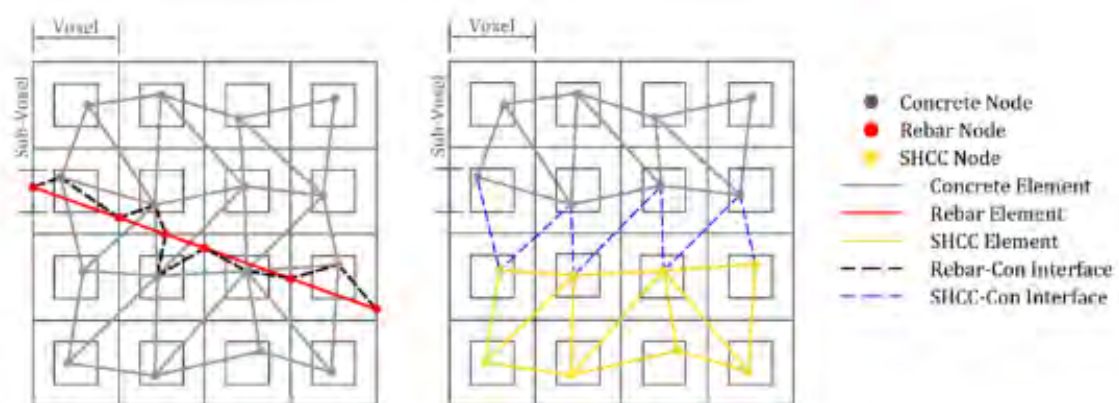 Voxel
Voxel
Sub-Voxel
Sub-Voxel
Concrete Node
Rebar Node
SHCC Node
Concrete Element
Rebar Element
SHCC Element
Rebar-Con Interface
SHCC-Con Interface